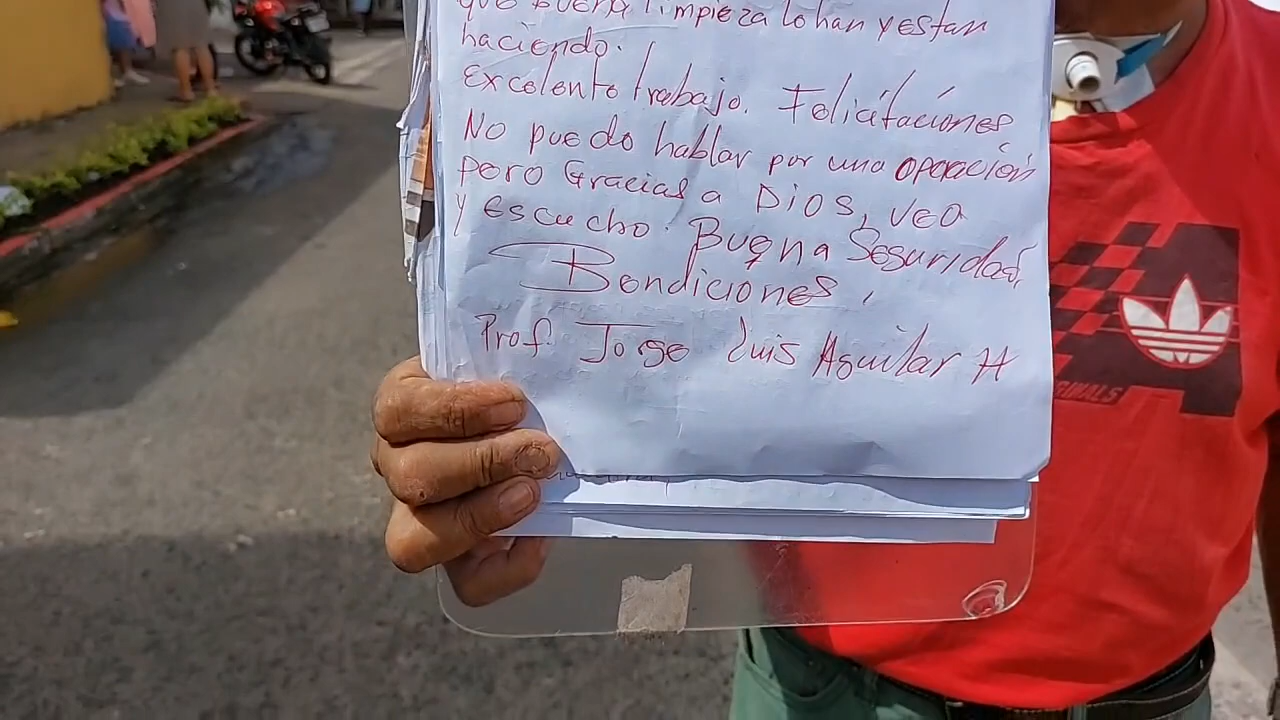 que buena limpieza lo han y estan
haciendo.
Excelente trabajo. Felicitaciones
No puedo hablar por una operación
pero Gracias a Dios, veo
y escucho. Buena Seguridad,
Bendiciones,
Prof. Jorge Luis Aguilar H